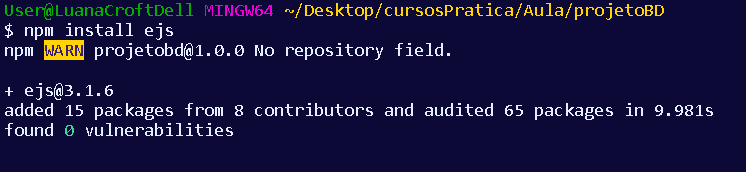 User@LuanaCroftDell MINGW64 ~/Desktop/cursosPratica/Aula/projetoBD
$ npm install ejs
npm WARN projetobd@1.0.0 No repository field.
+ ejs@3.1.6
added 15 packages from 8 contributors and audited 65 packages in 9.981s
found 0 vulnerabilities